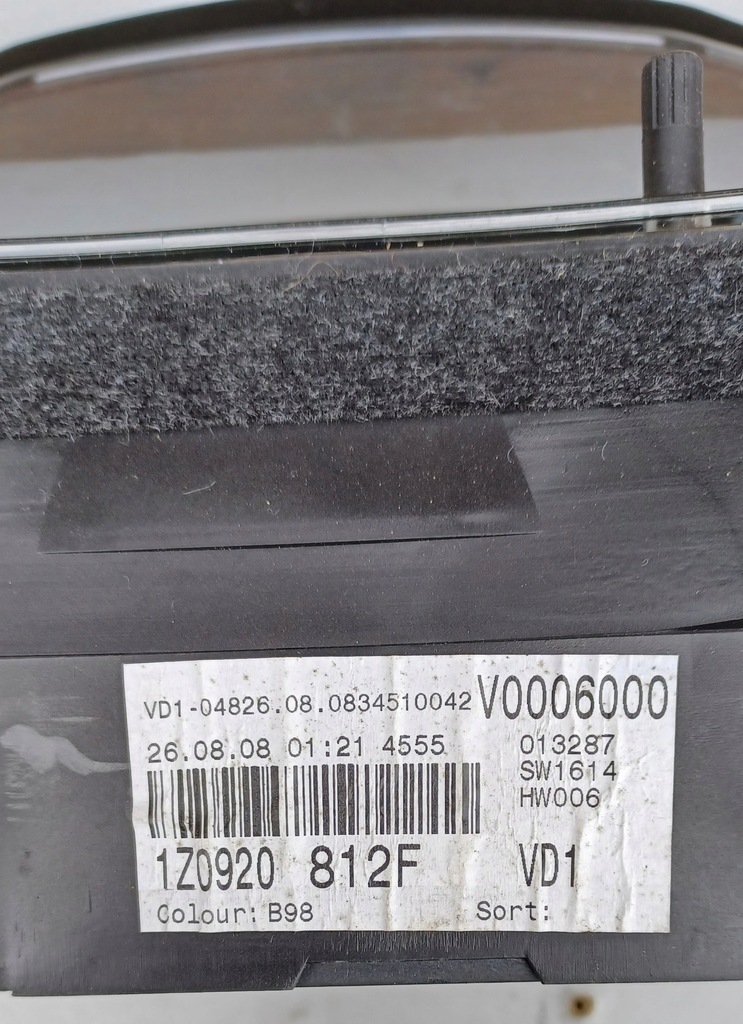 VD1-04826.08.0834510042 V0006000
26.08.08 01:21 4555
013287
SW1614
HW006
1Z0920 812F VD1
Colour: B98 Sort: